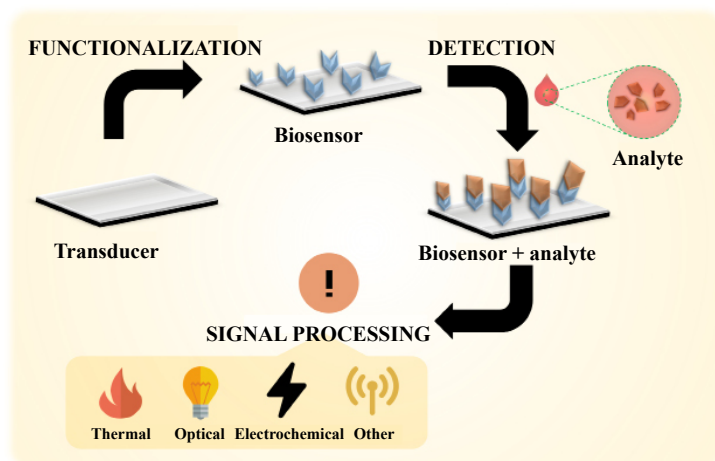 FUNCTIONALIZATION
DETECTION
Biosensor
Analyte
Transducer
Biosensor + analyte
!
SIGNAL PROCESSING
Thermal
Optical
Electrochemical
Other